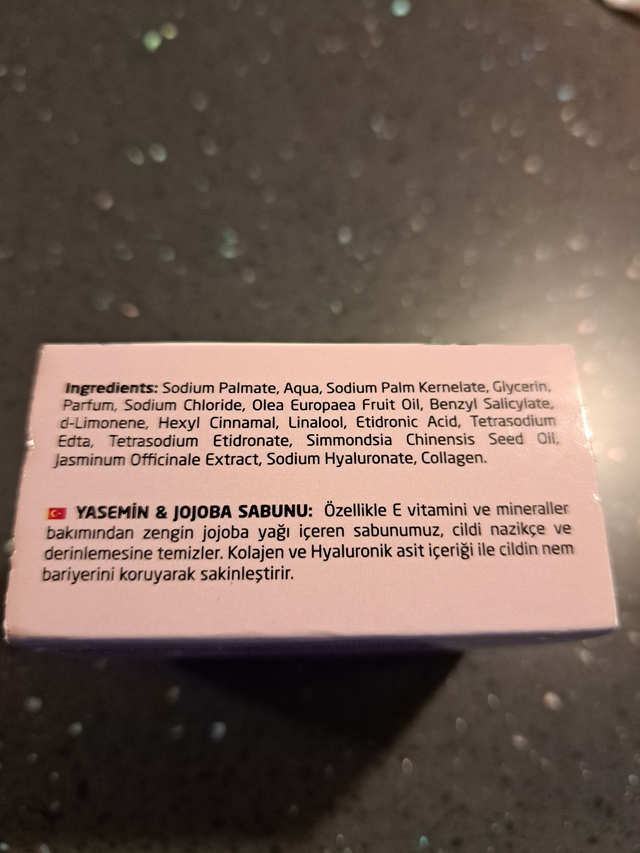 Ingredients: Sodium Palmate, Aqua, Sodium Palm Kernelate, Glycerin,
Parfum, Sodium Chloride, Olea Europaea Fruit Oil, Benzyl Salicylate,
d-Limonene, Hexyl Cinnamal, Linalool, Etidronic Acid, Tetrasodium
Edta, Tetrasodium Etidronate, Simmondsia Chinensis Seed Oil,
Jasminum Officinale Extract, Sodium Hyaluronate, Collagen.
YASEMİN & JOJOBA SABUNU: Özellikle E vitamini ve mineraller
bakımından zengin jojoba yağı içeren sabunumuz, cildi nazikçe ve
derinlemesine temizler. Kolajen ve Hyaluronik asit içeriği ile cildin nem
bariyerini koruyarak sakinleştirir.